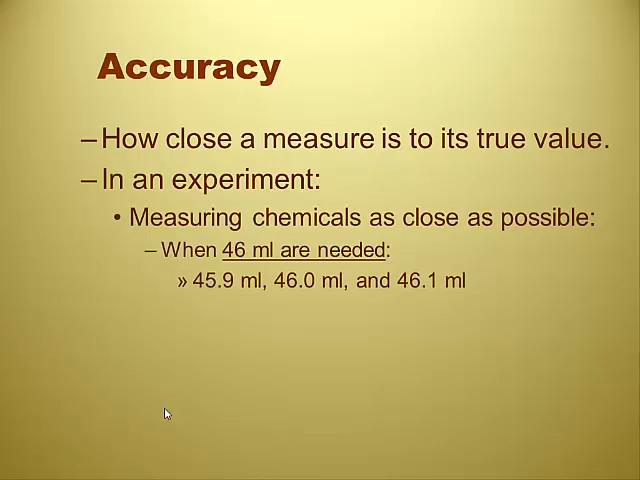 Accuracy
–How close a measure is to its true value.
–In an experiment:
• Measuring chemicals as close as possible:
– When 46 ml are needed:
» 45.9 ml, 46.0 ml, and 46.1 ml